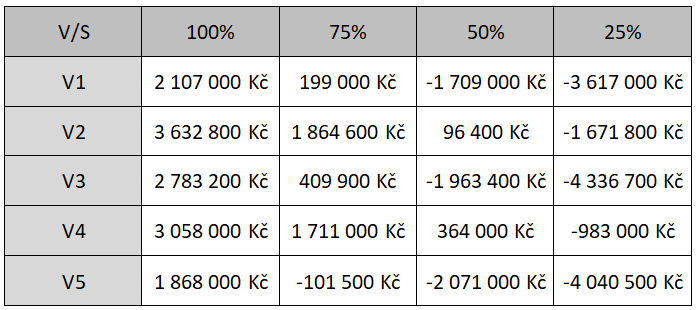 V/S 100% 75% 50% 25%
V1 2 107 000 Kč 199 000 Kč -1 709 000 Kč -3 617 000 Kč
V2 3 632 800 Kč 1 864 600 Kč 96 400 Kč -1 671 800 Kč
V3 2 783 200 Kč 409 900 Kč -1 963 400 Kč -4 336 700 Kč
V4 3 058 000 Kč 1 711 000 Kč 364 000 Kč -983 000 Kč
V5 1 868 000 Kč -101 500 Kč -2 071 000 Kč -4 040 500 Kč